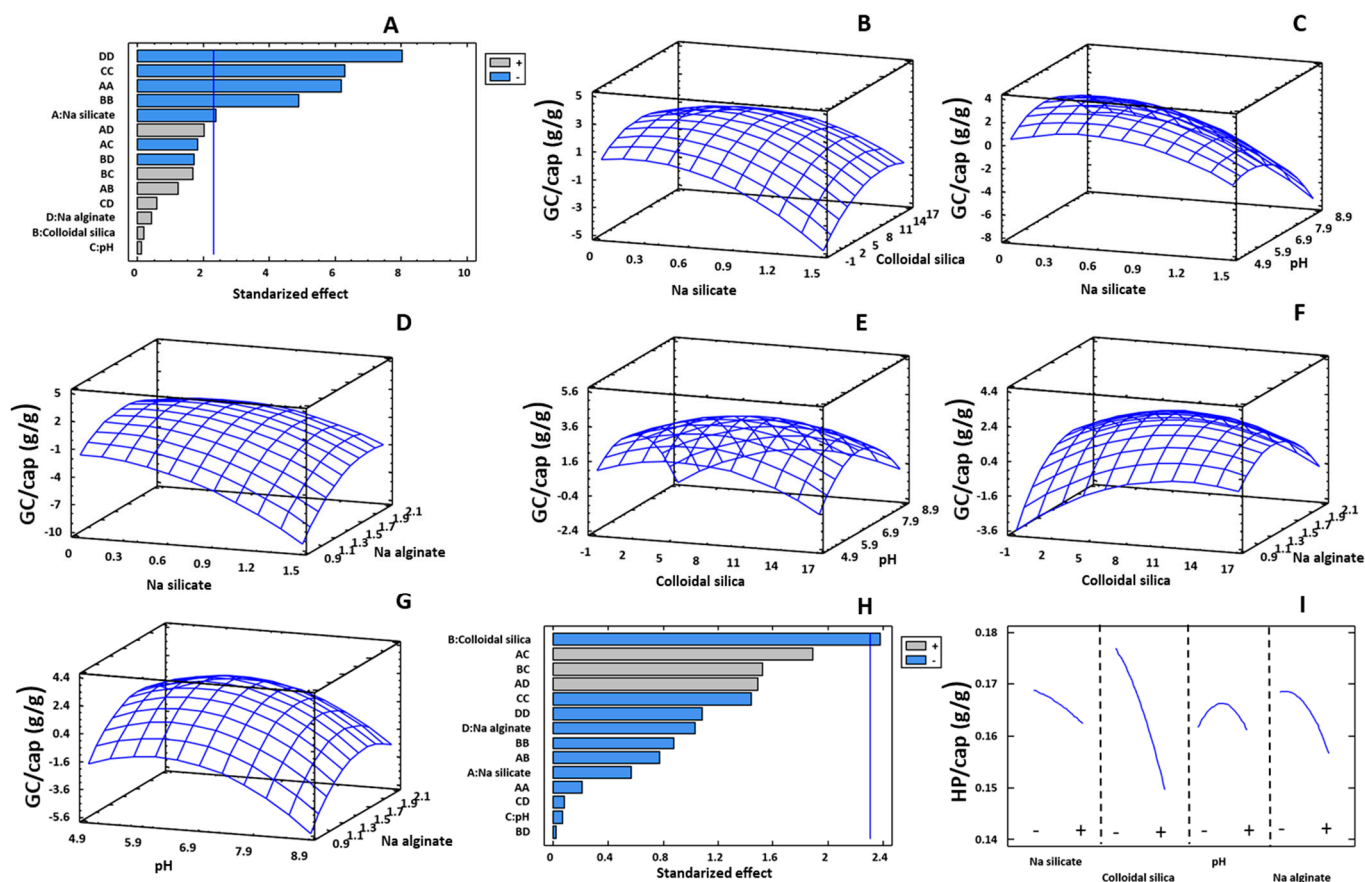 A
DD
CC
AA
BB
A:Na silicate
AD
AC
BD
BC
AB
CD
D:Na alginate
B:Colloidal silica
C:pH
0 2 4 6 8 10
Standarized effect
+
-
B
GC/cap (g/g)
5
3
1
-1
-3
-5
0 0.3 0.6 0.9 1.2 1.5
Na silicate
-1 2 5 8 11 14 17
Colloidal silica
C
GC/cap (g/g)
4
2
0
-2
-4
-6
-8
0 0.3 0.6 0.9 1.2 1.5
Na silicate
4.9 5.9 6.9 7.9 8.9
pH
D
GC/cap (g/g)
5
2
-1
-4
-7
-10
0 0.3 0.6 0.9 1.2 1.5
Na silicate
0.9 1.1 1.3 1.5 1.7 1.9 2.1
Na alginate
E
GC/cap (g/g)
5.6
3.6
1.6
-0.4
-2.4
-1 2 5 8 11 14 17
Colloidal silica
4.9 5.9 6.9 7.9 8.9
pH
F
GC/cap (g/g)
4.4
2.4
0.4
-1.6
-3.6
-1 2 5 8 11 14 17
Colloidal silica
0.9 1.1 1.3 1.5 1.7 1.9 2.1
Na alginate
G
GC/cap (g/g)
4.4
2.4
0.4
-1.6
-3.6
-5.6
4.9 5.9 6.9 7.9 8.9
pH
0.9 1.1 1.3 1.5 1.7 1.9 2.1
Na alginate
H
B:Colloidal silica
AC
BC
AD
CC
DD
D:Na alginate
BB
AB
A:Na silicate
AA
CD
C:pH
BD
0 0.4 0.8 1.2 1.6 2 2.4
Standarized effect
+
-
I
HP/cap (g/g)
0.18
0.17
0.16
0.15
0.14
- + - + - + - +
Na silicate
Colloidal silica
pH
Na alginate